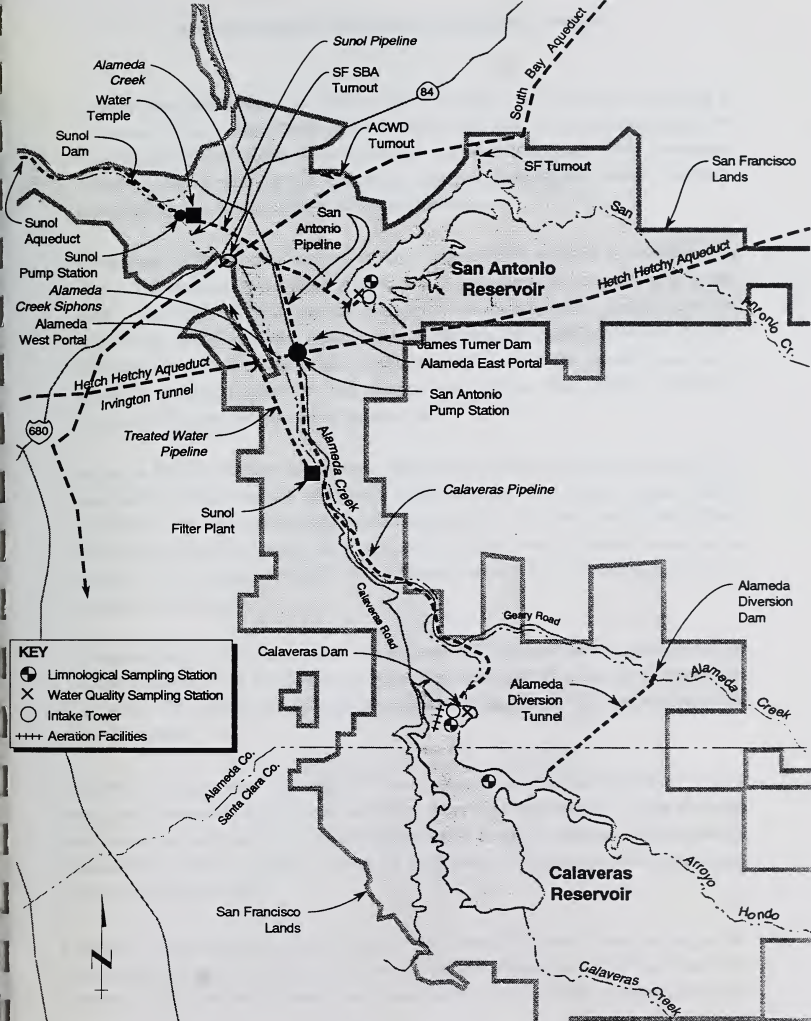 Sunol Pipeline
Alameda
Creek
SF SBA
Turnout
Water
Temple
84
South Bay Aqueduct
Sunol
Dam
ACWD
Turnout
SF Turnout
San Francisco
Lands
Sunol
Aqueduct
San
Antonio
Pipeline
San
Antonio Cr.
Sunol
Pump Station
San Antonio
Reservoir
Hetch Hetchy Aqueduct
Alameda
Creek Siphons
Alameda
West Portal
James Turner Dam
Alameda East Portal
Hetch Hetchy Aqueduct
Irvington Tunnel
San Antonio
Pump Station
680
Treated Water
Pipeline
Alameda Creek
Calaveras Pipeline
Sunol
Filter Plant
Calaveras Road
Geary Road
Alameda
Diversion
Dam
KEY
Limnological Sampling Station
Water Quality Sampling Station
Intake Tower
Aeration Facilities
Calaveras Dam
Alameda
Diversion
Tunnel
Alameda
Creek
Alameda Co.
Santa Clara Co.
Calaveras
Reservoir
Arroyo
Hondo
San Francisco
Lands
N
Calaveras Creek